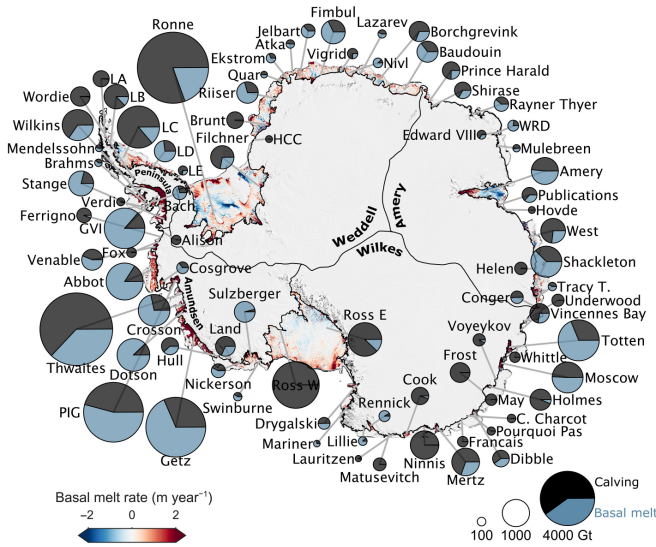 Fimbul
Ronne
Jelbart
Lazarev
Borchgrevink
Atka
Vigrid
Nivl
Baudouin
Ekstrom
Quar
Prince Harald
LA
Riiser
Shirase
Wordie
LB
Rayner Thyer
Brunt
WRD
Wilkins
LC
Filchner
HCC
Edward VIII
Mendelssohn
LD
Mulebreen
Brahms
LE
Amery
Peninsula
Stange
Bach
Publications
Verdi
Weddell
Amery
Hovde
Ferrigno
GVI
Alison
Wilkes
West
Fox
Venable
Cosgrove
Helen
Shackleton
Abbot
Amundsen
Sulzberger
Tracy T.
Conger
Underwood
Crosson
Land
Ross E
Vincennes Bay
Voyeykov
Totten
Thwaites
Hull
Frost
Whittle
Dotson
Nickerson
Ross W
Cook
Moscow
PIG
Swinburne
Rennick
May
Holmes
Drygalski
C. Charcot
Getz
Mariner
Lillie
Pourquoi Pas
Lauritzen
Francais
Ninnis
Dibble
Matusevitch
Mertz
Basal melt rate (m year⁻¹)
−2 0 2
Calving
Basal melt
100 1000 4000 Gt